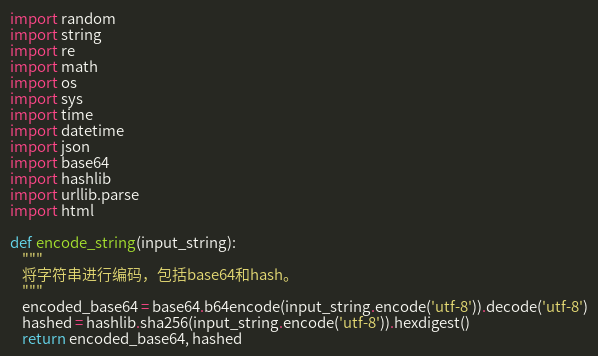 import random
import string
import re
import math
import os
import sys
import time
import datetime
import json
import base64
import hashlib
import urllib.parse
import html

def encode_string(input_string):
    """
    将字符串进行编码，包括base64和hash。
    """
    encoded_base64 = base64.b64encode(input_string.encode('utf-8')).decode('utf-8')
    hashed = hashlib.sha256(input_string.encode('utf-8')).hexdigest()
    return encoded_base64, hashed